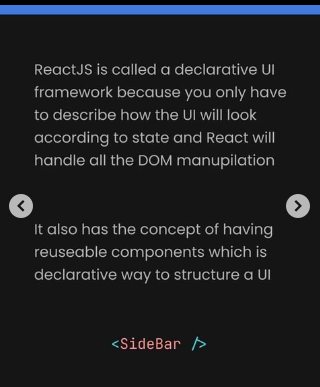 ReactJS is called a declarative UI
framework because you only have
to describe how the UI will look
according to state and React will
handle all the DOM manupilation
It also has the concept of having
reuseable components which is
declarative way to structure a UI
<SideBar />